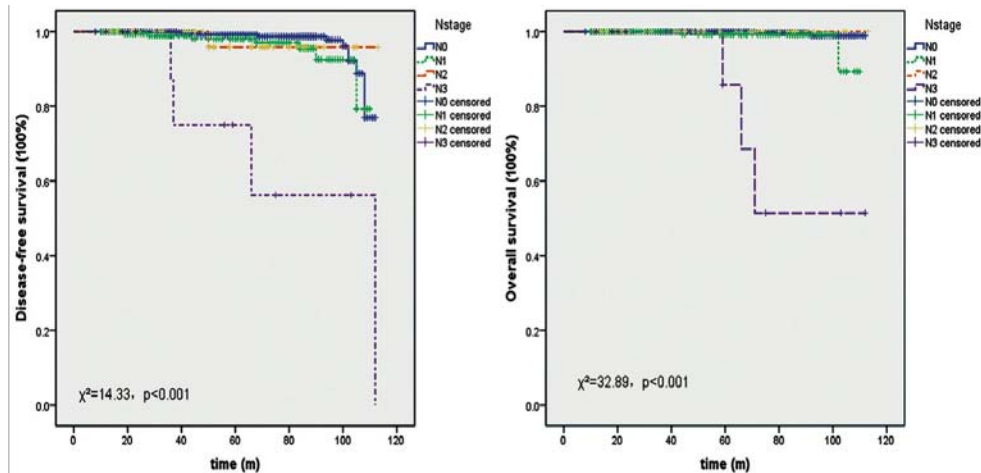 Nstage
N0
N1
N2
N3
N0 censored
N1 censored
N2 censored
N3 censored
Disease-free survival (100%)
1.0
0.8
0.6
0.4
0.2
0.0
χ²=14.33, p<0.001
0 20 40 60 80 100 120
time (m)
Nstage
N0
N1
N2
N3
N0 censored
N1 censored
N2 censored
N3 censored
Overall survival (100%)
1.0
0.8
0.6
0.4
0.2
0.0
χ²=32.89, p<0.001
0 20 40 60 80 100 120
time (m)